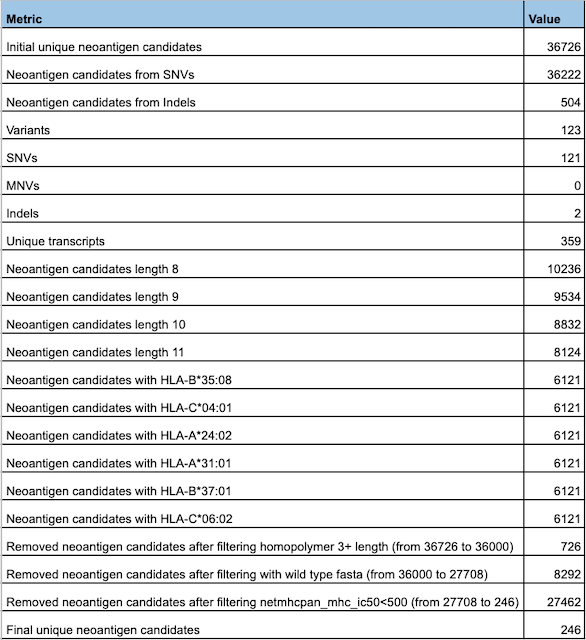 Metric Value
Initial unique neoantigen candidates 36726
Neoantigen candidates from SNVs 36222
Neoantigen candidates from Indels 504
Variants 123
SNVs 121
MNVs 0
Indels 2
Unique transcripts 359
Neoantigen candidates length 8 10236
Neoantigen candidates length 9 9534
Neoantigen candidates length 10 8832
Neoantigen candidates length 11 8124
Neoantigen candidates with HLA-B*35:08 6121
Neoantigen candidates with HLA-C*04:01 6121
Neoantigen candidates with HLA-A*24:02 6121
Neoantigen candidates with HLA-A*31:01 6121
Neoantigen candidates with HLA-B*37:01 6121
Neoantigen candidates with HLA-C*06:02 6121
Removed neoantigen candidates after filtering homopolymer 3+ length (from 36726 to 36000) 726
Removed neoantigen candidates after filtering with wild type fasta (from 36000 to 27708) 8292
Removed neoantigen candidates after filtering netmhcpan_mhc_ic50<500 (from 27708 to 246) 27462
Final unique neoantigen candidates 246